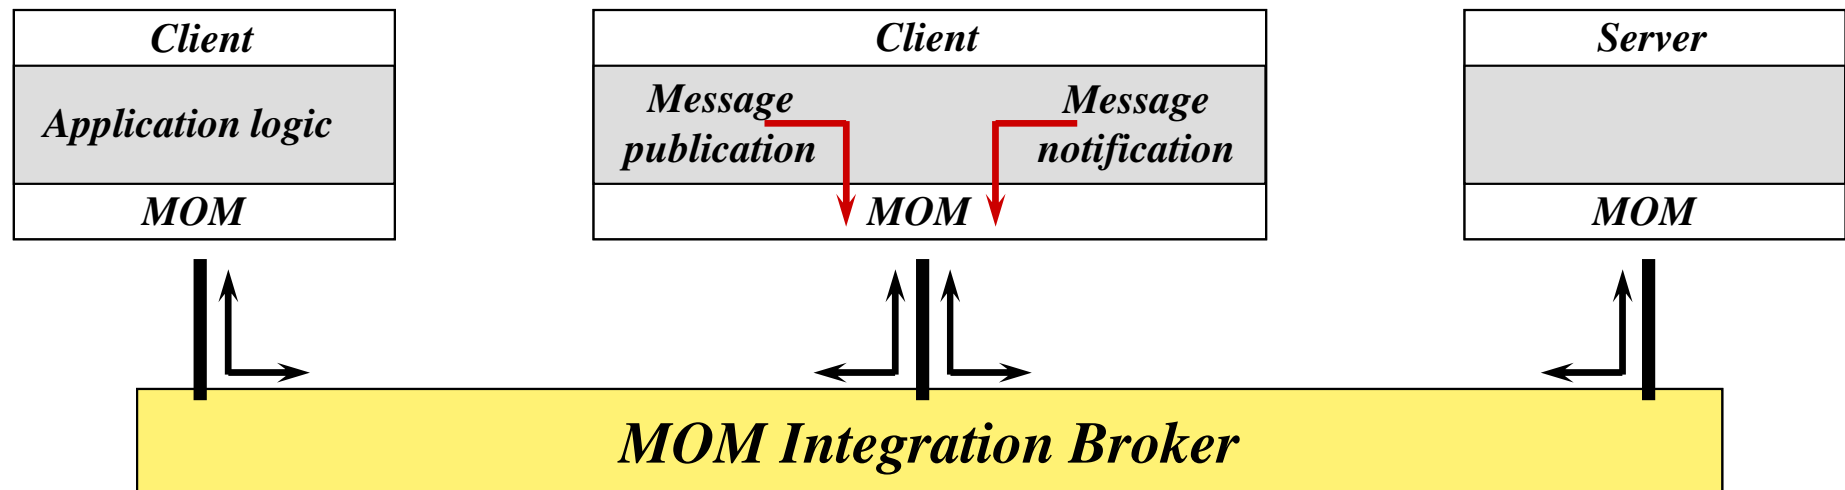 Client
Application logic
MOM
Client
Message
publication
Message
notification
MOM
Server
MOM
MOM Integration Broker